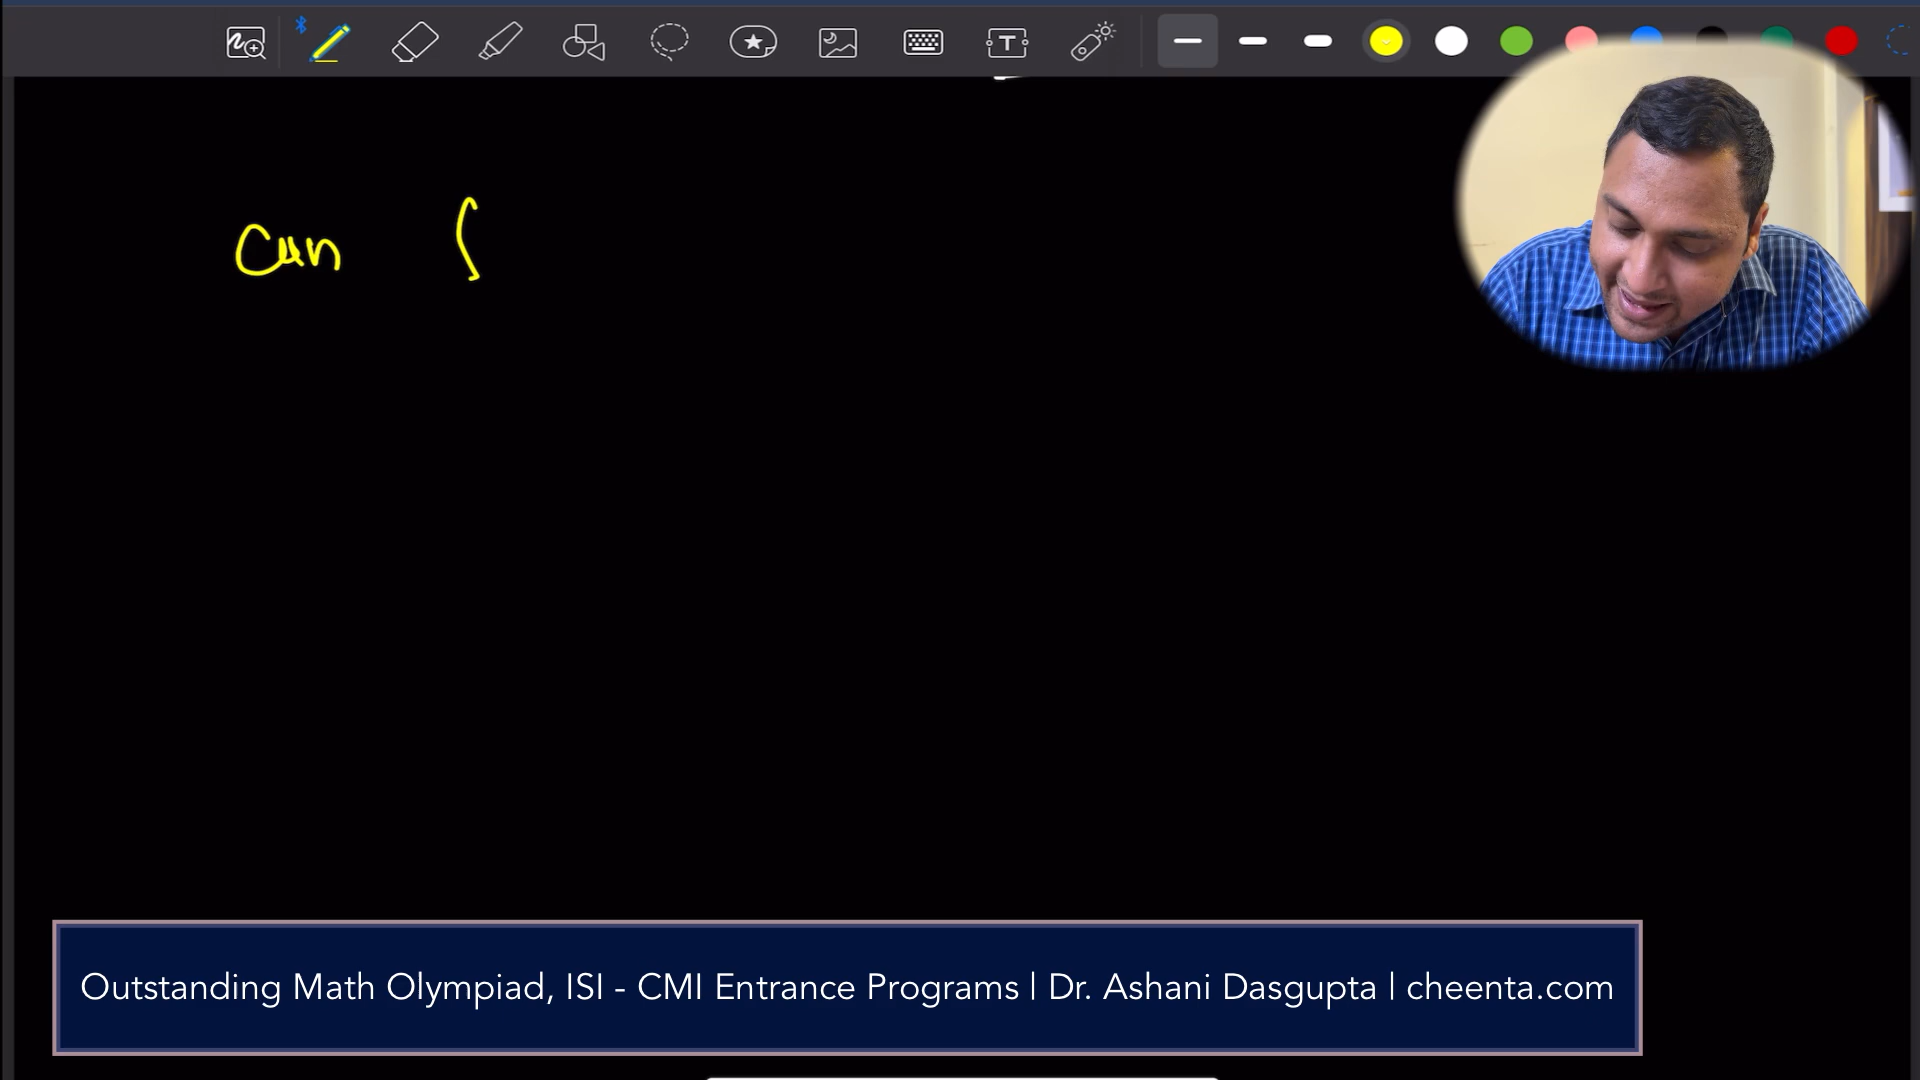 can {
Outstanding Math Olympiad, ISI - CMI Entrance Programs | Dr. Ashani Dasgupta | cheenta.com